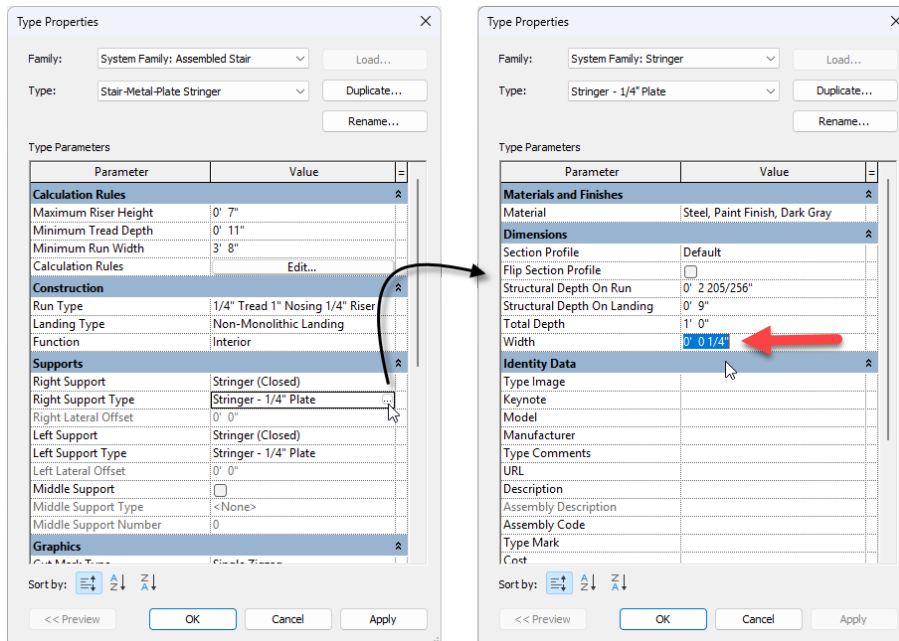 Type Properties
Family: System Family: Assembled Stair Load...
Type: Stair-Metal-Plate Stringer Duplicate...
Rename...
Type Parameters
Parameter Value =
Calculation Rules
Maximum Riser Height 0' 7"
Minimum Tread Depth 0' 11"
Minimum Run Width 3' 8"
Calculation Rules Edit...
Construction
Run Type 1/4" Tread 1" Nosing 1/4" Riser
Landing Type Non-Monolithic Landing
Function Interior
Supports
Right Support Stringer (Closed)
Right Support Type Stringer - 1/4" Plate ...
Right Lateral Offset 0' 0"
Left Support Stringer (Closed)
Left Support Type Stringer - 1/4" Plate
Left Lateral Offset 0' 0"
Middle Support
Middle Support Type <None>
Middle Support Number 0
Graphics
Cut Mark Type Single Zigzag
Sort by:
<< Preview OK Cancel Apply
Type Properties
Family: System Family: Stringer Load...
Type: Stringer - 1/4" Plate Duplicate...
Rename...
Type Parameters
Parameter Value =
Materials and Finishes
Material Steel, Paint Finish, Dark Gray
Dimensions
Section Profile Default
Flip Section Profile
Structural Depth On Run 0' 2 205/256"
Structural Depth On Landing 0' 9"
Total Depth 1' 0"
Width 0' 0 1/4"
Identity Data
Type Image
Keynote
Model
Manufacturer
Type Comments
URL
Description
Assembly Description
Assembly Code
Type Mark
Cost
Sort by:
<< Preview OK Cancel Apply